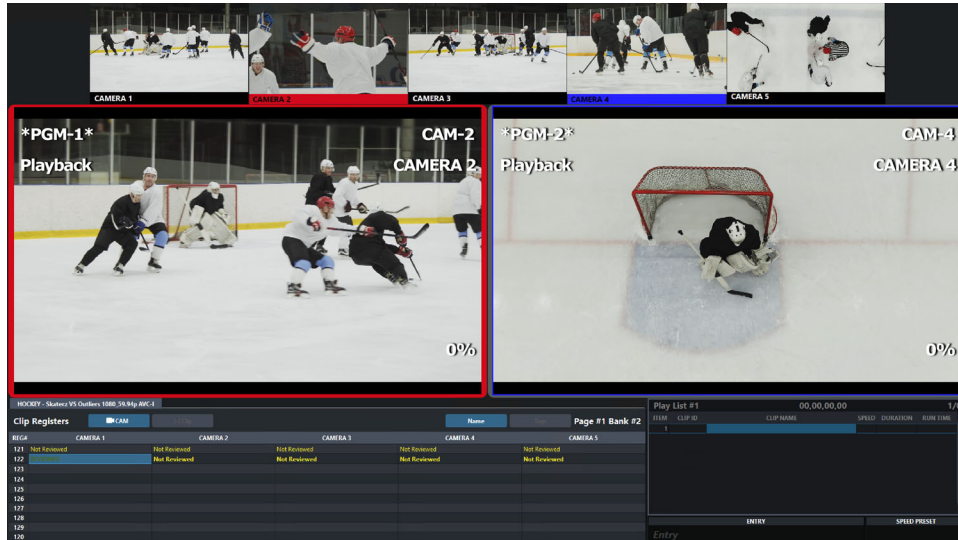 CAMERA 1
CAMERA 2
CAMERA 3
CAMERA 4
CAMERA 5
*PGM-1*
CAM-2
Playback
CAMERA 2
0%
*PGM-2*
CAM-4
Playback
CAMERA 4
0%
HOCKEY - Skaterz VS Outliers 1080_59.94p AVC-I
Clip Registers
CAM
Name
Page #1 Bank #2
REG# CAMERA 1 CAMERA 2 CAMERA 3 CAMERA 4 CAMERA 5
121 Not Reviewed Not Reviewed Not Reviewed Not Reviewed Not Reviewed
122 Not Reviewed Not Reviewed Not Reviewed Not Reviewed
123
124
125
126
127
128
129
120
Play List #1 00,00,00,00 1/
ITEM CLIP ID CLIP NAME SPEED DURATION RUN TIME
1
ENTRY SPEED PRESET
Entry